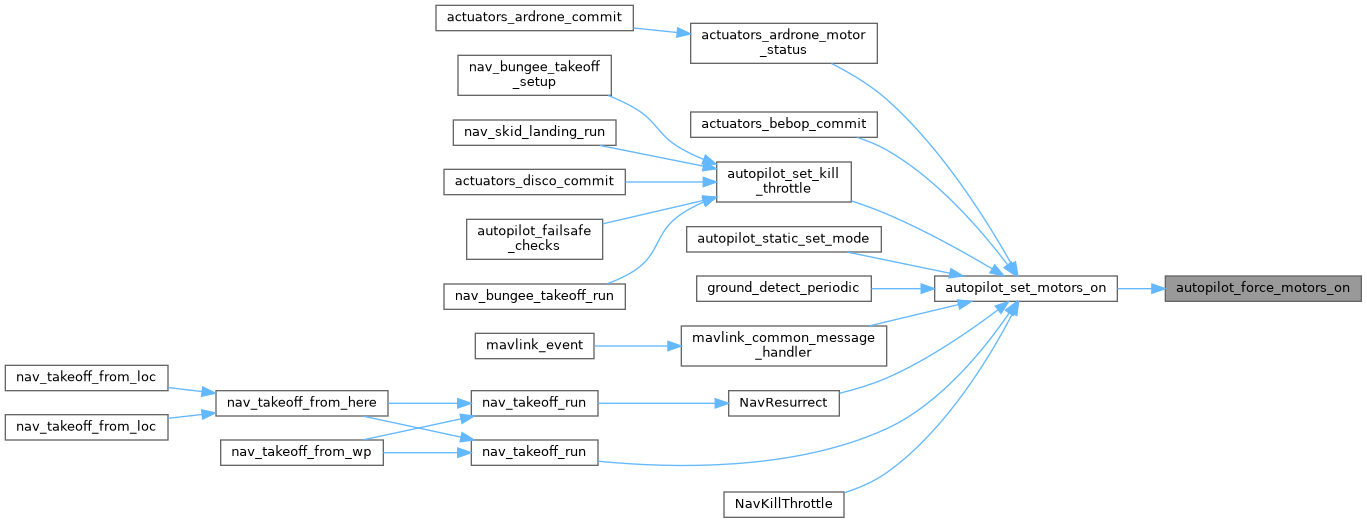 actuators_ardrone_commit
actuators_ardrone_motor
_status
nav_bungee_takeoff
_setup
actuators_bebop_commit
nav_skid_landing_run
autopilot_set_kill
_throttle
actuators_disco_commit
autopilot_failsafe
_checks
autopilot_static_set_mode
nav_bungee_takeoff_run
ground_detect_periodic
autopilot_set_motors_on
autopilot_force_motors_on
mavlink_event
mavlink_common_message
_handler
nav_takeoff_from_loc
nav_takeoff_from_here
nav_takeoff_run
NavResurrect
nav_takeoff_from_loc
nav_takeoff_from_wp
nav_takeoff_run
NavKillThrottle